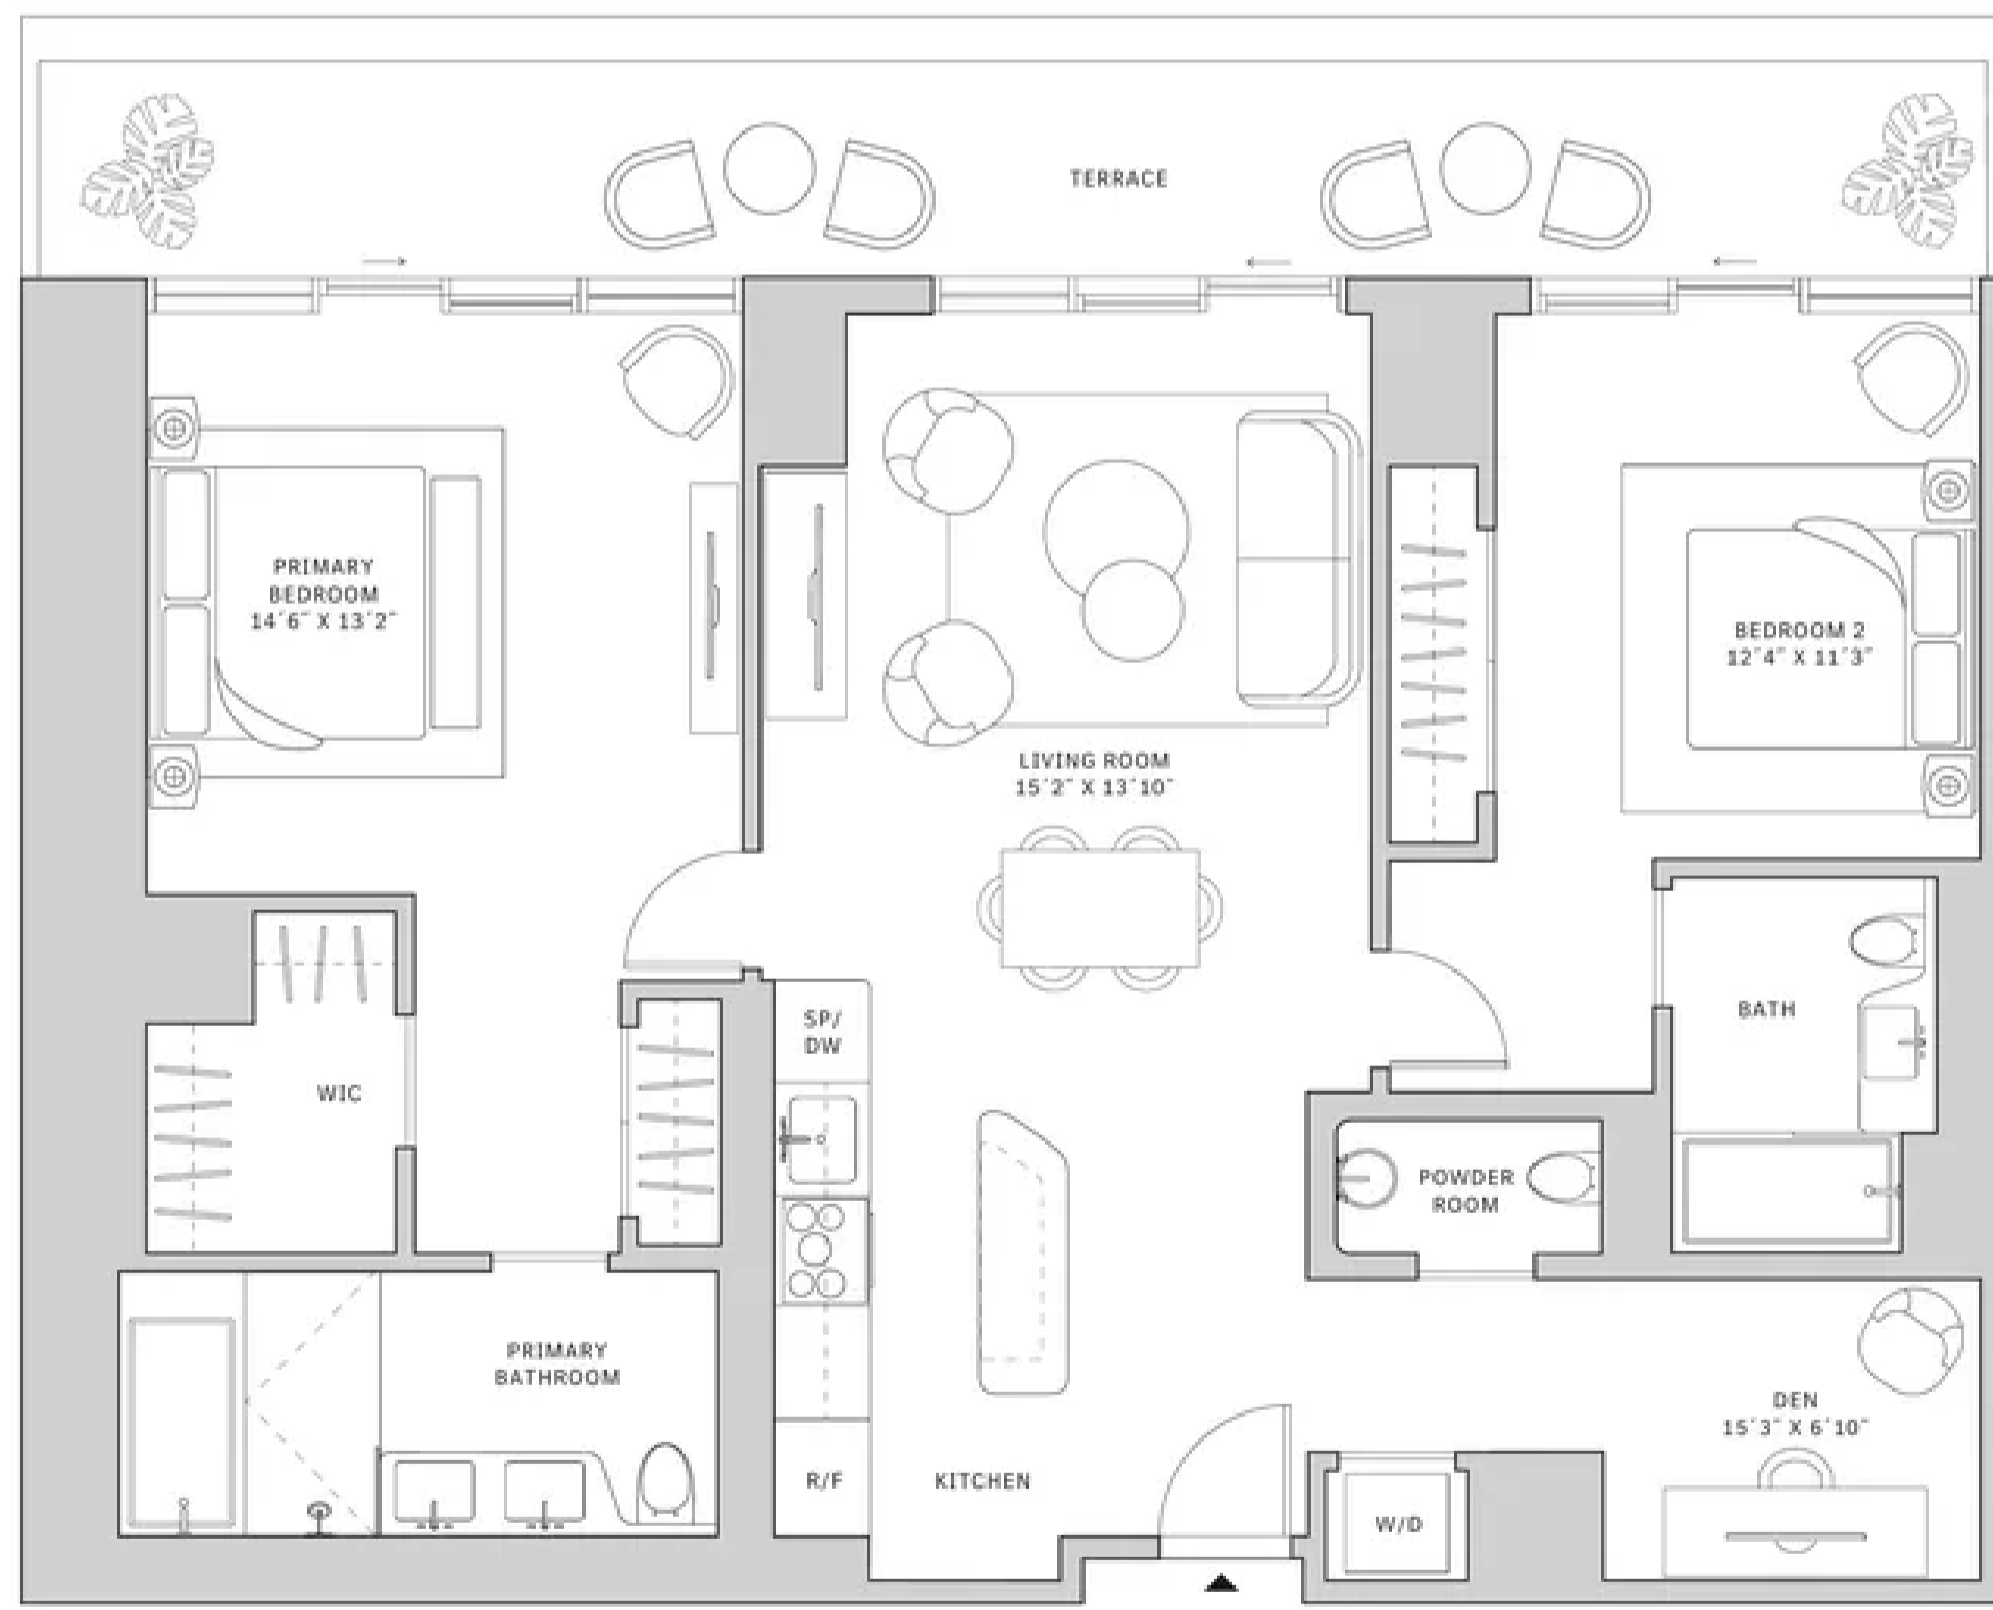 TERRACE
PRIMARY
BEDROOM
14´6˝ X 13´2˝
BEDROOM 2
12´4˝ X 11´3˝
LIVING ROOM
15´2˝ X 13´10˝
SP/
DW
BATH
WIC
POWDER
ROOM
PRIMARY
BATHROOM
DEN
15´3˝ X 6´10˝
R/F
KITCHEN
W/D